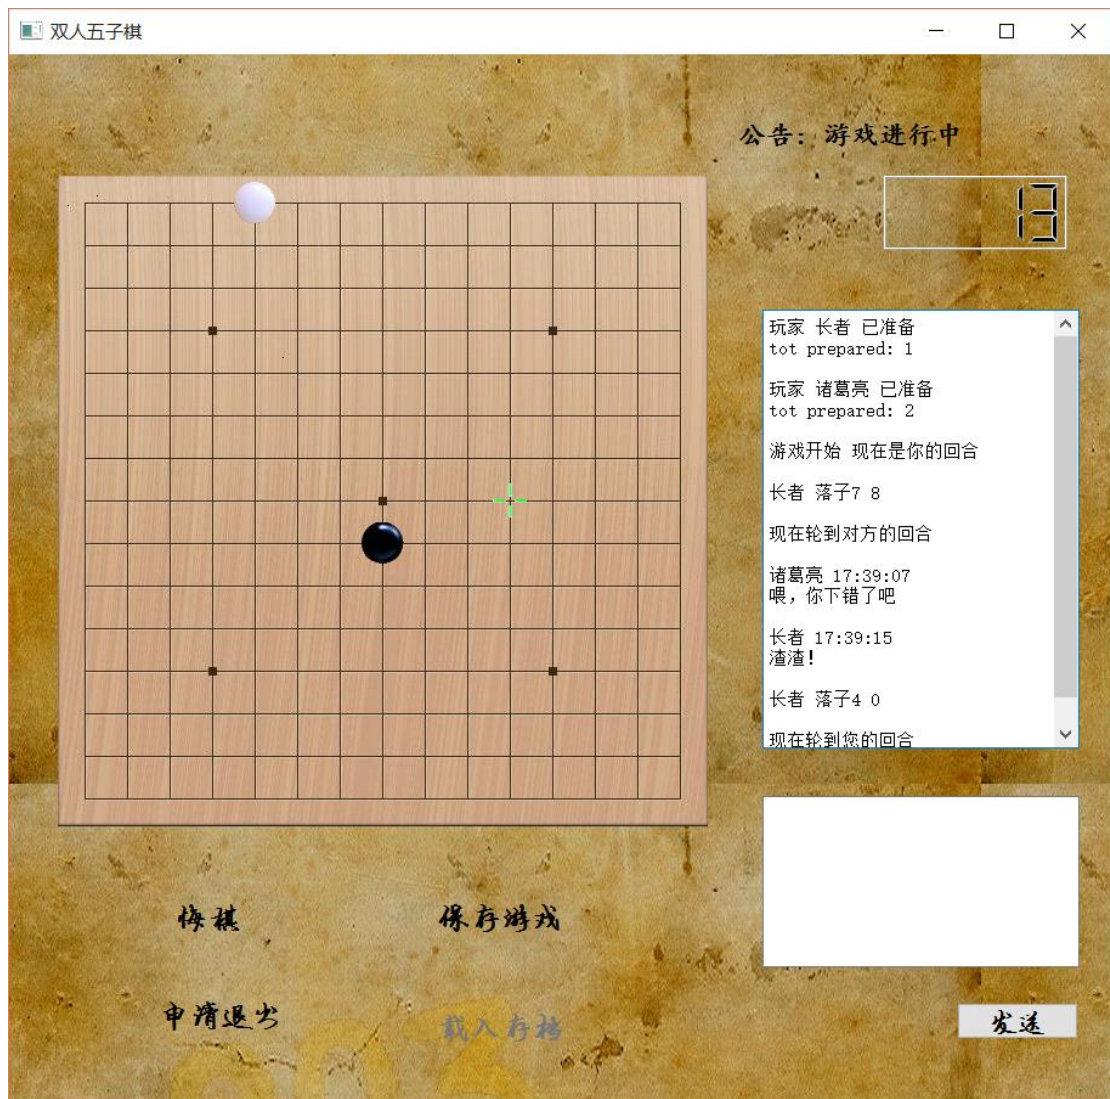 双人五子棋
公告：游戏进行中
13
玩家 长者 已准备
tot prepared: 1
玩家 诸葛亮 已准备
tot prepared: 2
游戏开始 现在是你的回合
长者 落子7 8
现在轮到对方的回合
诸葛亮 17:39:07
喂，你下错了吧
长者 17:39:15
渣渣！
长者 落子4 0
现在轮到您的回合
悔棋
保存游戏
申请退出
载入存档
发送